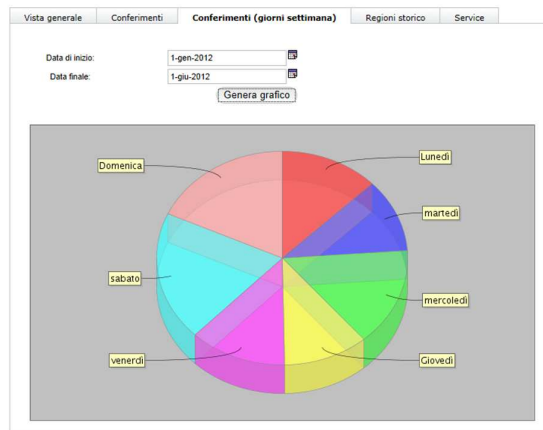 Vista generale Conferimenti Conferimenti (giorni settimana) Regioni storico Service
Data di inizio: 1-gen-2012
Data finale: 1-giu-2012
Genera grafico
Domenica Lunedì
martedì
sabato
mercoledì
venerdì Giovedì